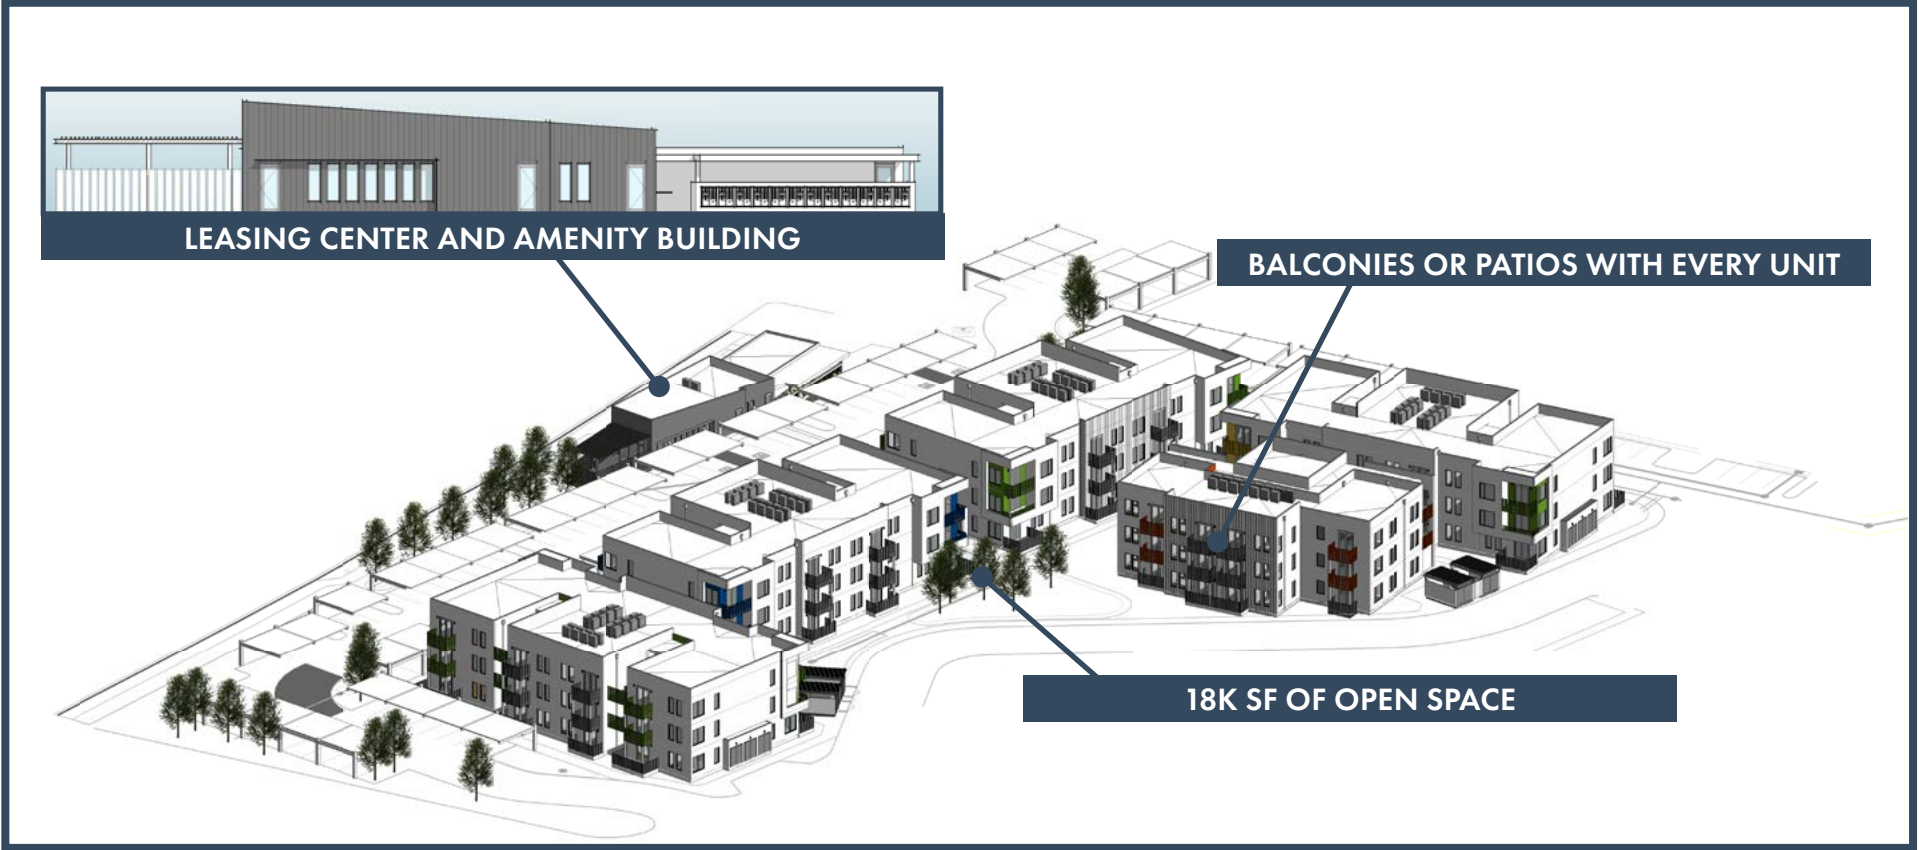 LEASING CENTER AND AMENITY BUILDING
BALCONIES OR PATIOS WITH EVERY UNIT
18K SF OF OPEN SPACE